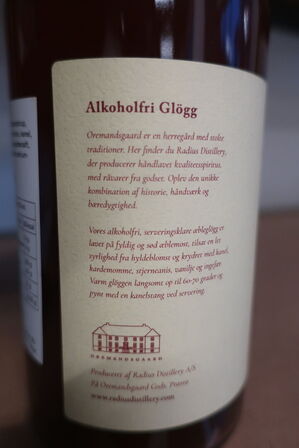 Alkoholfri Glögg
Oremandsgaard er en herregård med stolte
traditioner. Her finder du Radius Distillery,
der producerer håndlavet kvalitetsspiritus,
med råvarer fra godset. Oplev den unikke
kombination af historie, håndværk og
bæredygtighed.
Vores alkoholfri, serveringsklare æbleglögg er
lavet på fyldig og sød æblemost, tilsat en let
syrlighed fra hyldeblomst og krydret med kanel,
kardemomme, stjerneanis, vanilje og ingefær.
Varm glöggen langsomt op til 60-70 grader og
pynt med en kanelstang ved servering.
OREMANDSGAARD
Produceret af Radius Distillery A/S
På Oremandsgaard Gods, Præstø
www.radiusdistillery.com